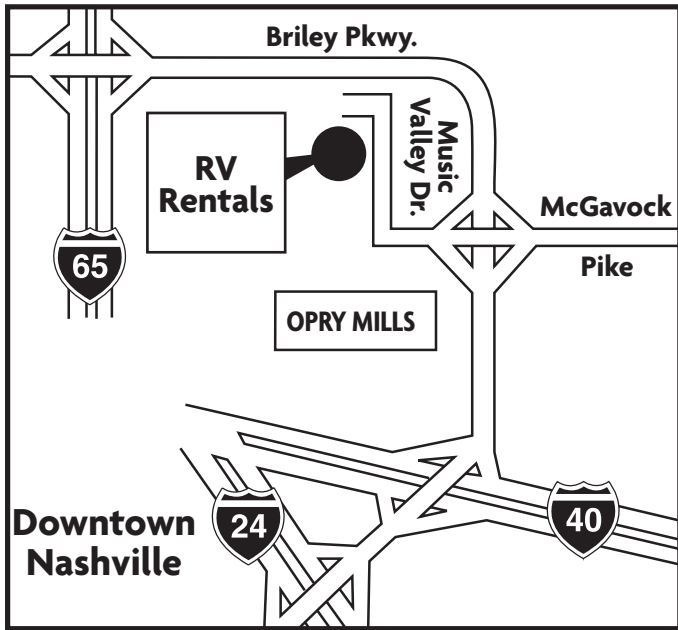 Briley Pkwy.
Music
Valley Dr.
RV
Rentals
McGavock
Pike
65
OPRY MILLS
Downtown
Nashville
24
40